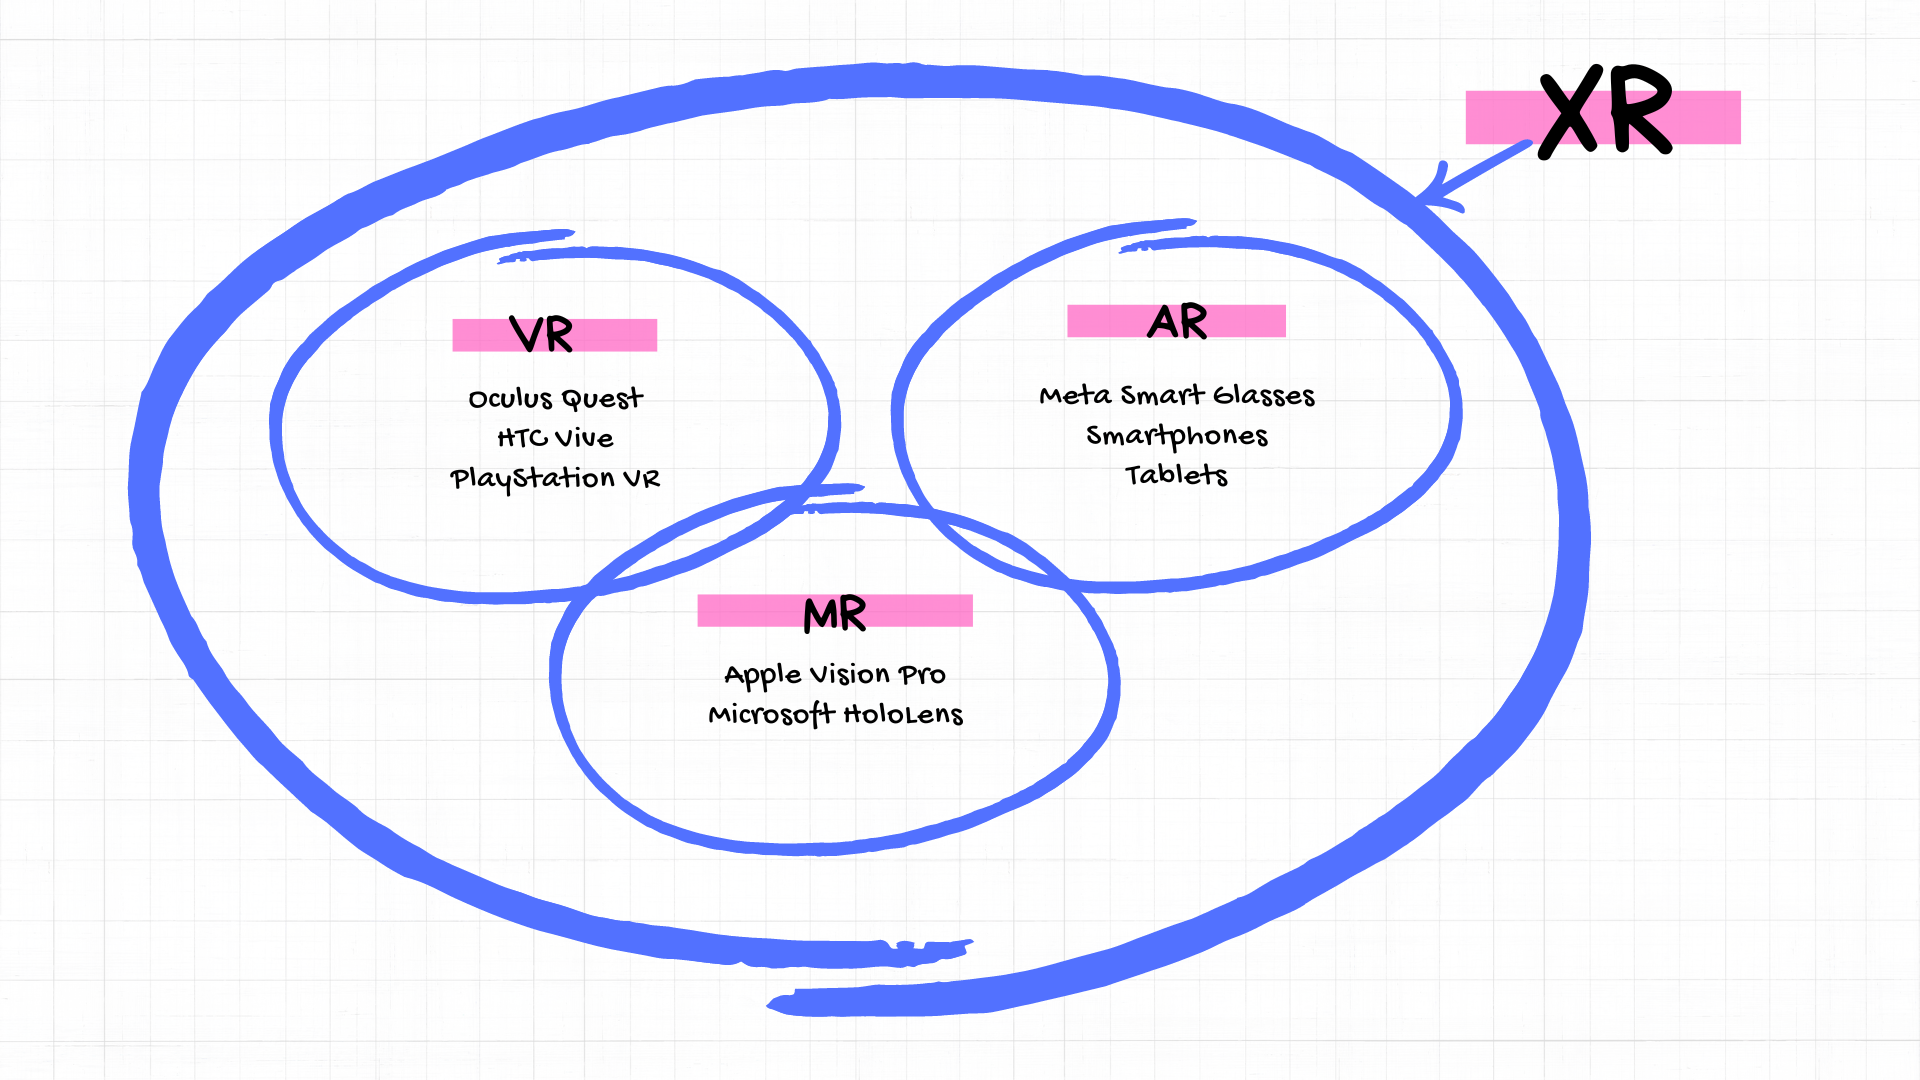 XR
VR
Oculus Quest
HTC Vive
PlayStation VR
AR
Meta Smart Glasses
Smartphones
Tablets
MR
Apple Vision Pro
Microsoft HoloLens